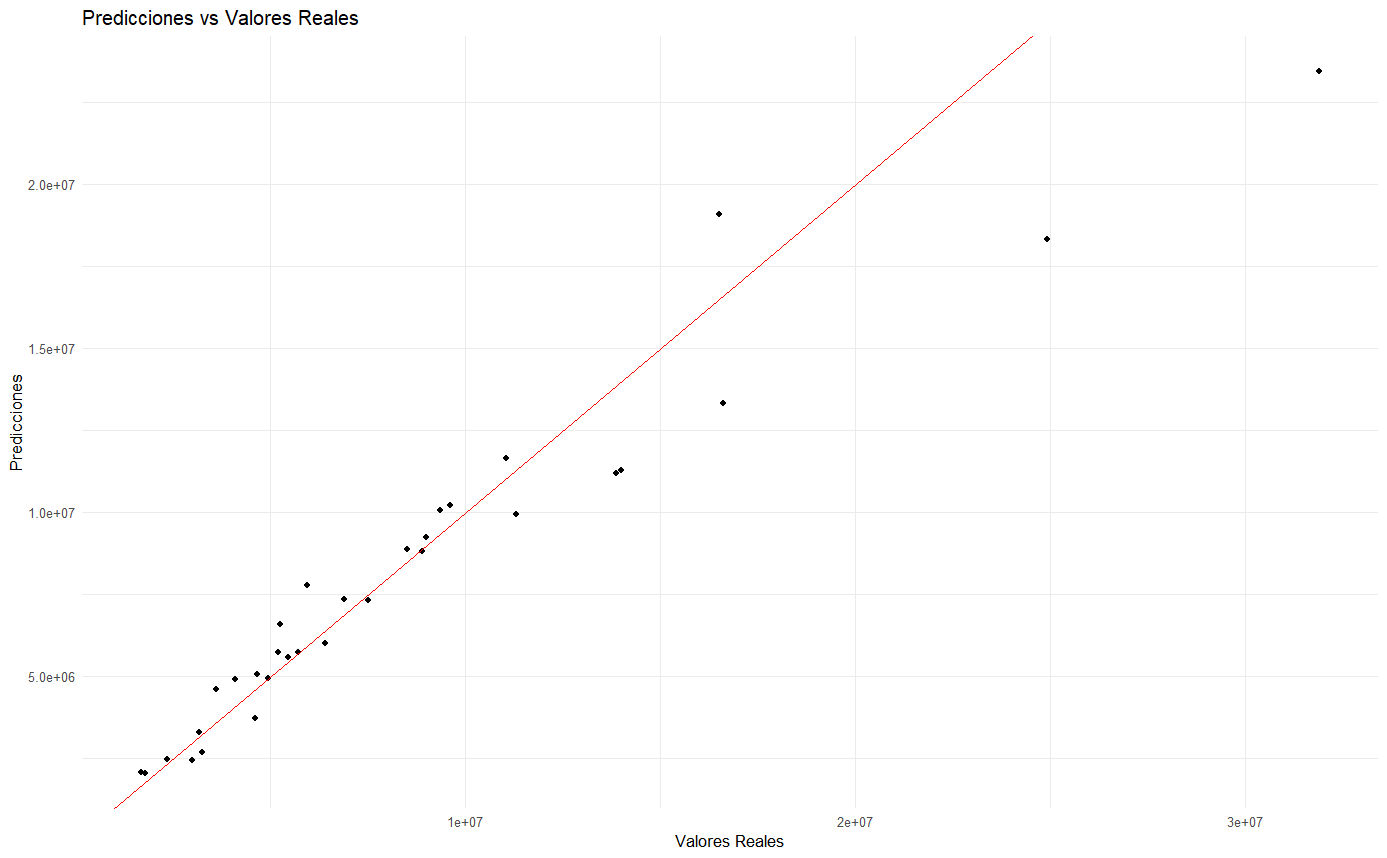 Predicciones vs Valores Reales
Predicciones
2.0e+07
1.5e+07
1.0e+07
5.0e+06
1e+07
2e+07
3e+07
Valores Reales